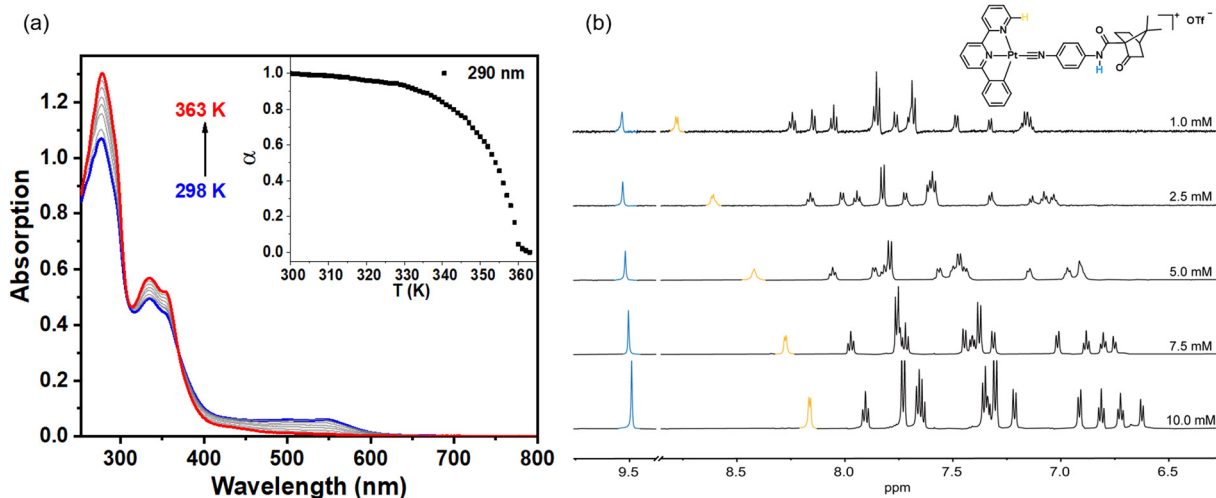 (a)
1.2
1.0
0.8
0.6
0.4
0.2
0.0
Absorption
300
400
500
600
700
800
Wavelength (nm)
363 K
298 K
1.0
0.8
0.6
0.4
0.2
0.0
α
290 nm
300
310
320
330
340
350
360
T (K)
(b)
H
N
N
Pt
≡N
O
N
H
O
⁺
OTf⁻
1.0 mM
2.5 mM
5.0 mM
7.5 mM
10.0 mM
9.5
8.5
8.0
7.5
7.0
6.5
ppm